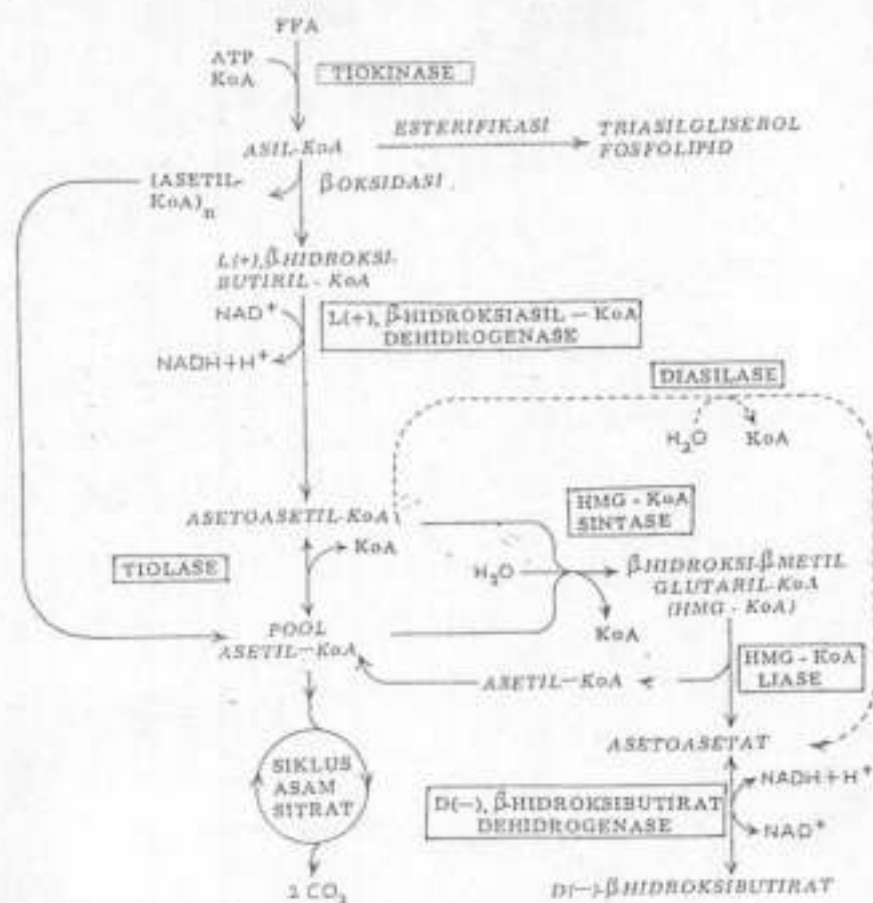 FFA
ATP
KoA
TIOKINASE
ASIL-KoA
ESTERIFIKASI
TRIASILGLISEROL
FOSFOLIPID
(ASETIL-
KoA)n
β-OKSIDASI
L(+),β-HIDROKSI-
BUTIRIL - KoA
NAD⁺
NADH+H⁺
L(+), β-HIDROKSIASIL - KoA
DEHIDROGENASE
DIASILASE
H₂O
KoA
ASETOASETIL-KoA
HMG - KoA
SINTASE
TIOLASE
KoA
H₂O
β-HIDROKSI-βMETIL
GLUTARIL-KoA
(HMG - KoA)
KoA
POOL
ASETIL-KoA
ASETIL-KoA
HMG - KoA
LIASE
ASETOASETAT
SIKLUS
ASAM
SITRAT
D(-), β-HIDROKSIBUTIRAT
DEHIDROGENASE
NADH+H⁺
NAD⁺
2 CO₂
D(-)-βHIDROKSIBUTIRAT